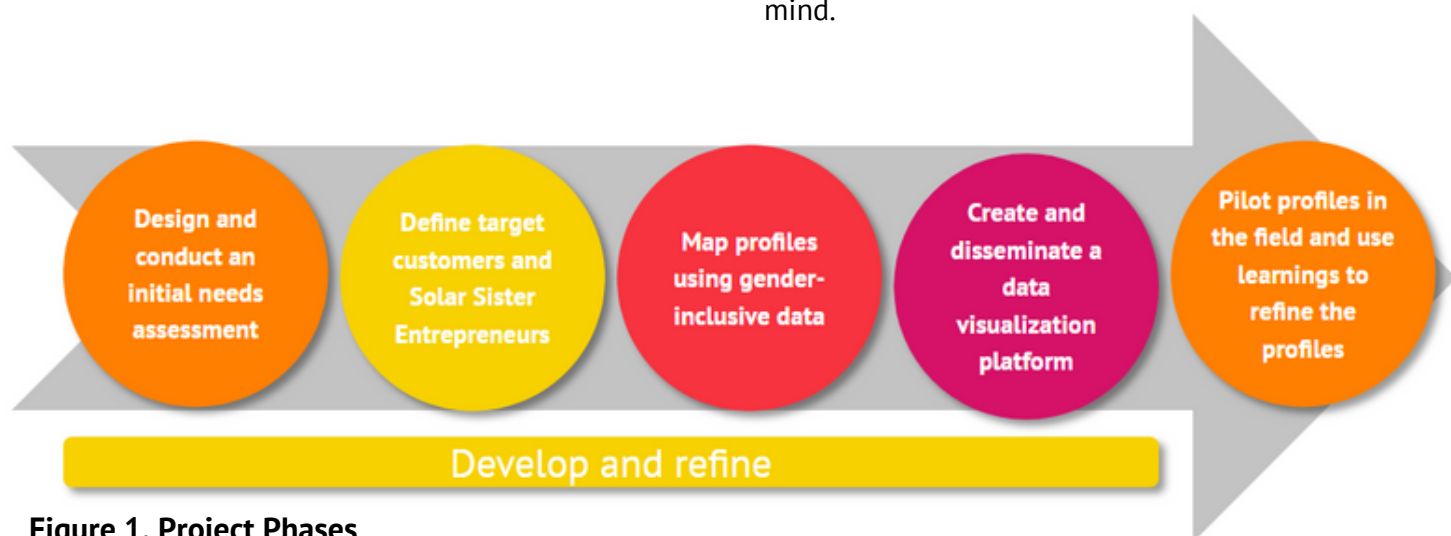 mind.
Design and
conduct an
initial needs
assessment
Define target
customers and
Solar Sister
Entrepreneurs
Map profiles
using gender-
inclusive data
Create and
disseminate a
data
visualization
platform
Pilot profiles in
the field and use
learnings to
refine the
profiles
Develop and refine
Figure 1. Project Phases